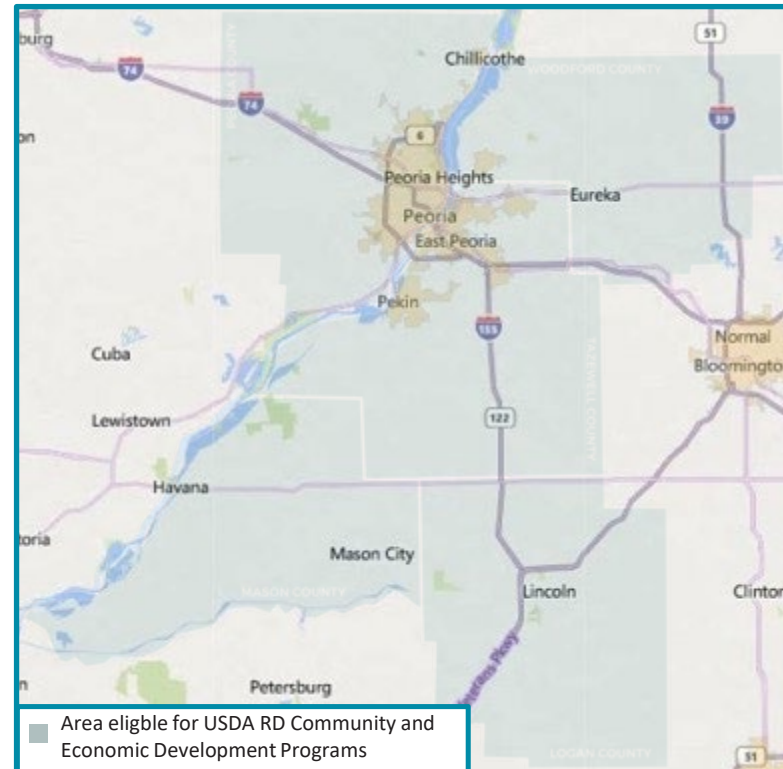 burg
51
Chillicothe
74
WOODFORD COUNTY
74
39
on
6
Peoria Heights
Eureka
Peoria
East Peoria
Pekin
155
Normal
Cuba
Bloomingto
TAZEWELL COUNTY
Lewistown
122
Havana
toria
Mason City
MASON COUNTY
Lincoln
Clinton
n
Petersburg
terans Pkwy
Area eligble for USDA RD Community and
Economic Development Programs
LOGAN COUNTY
51